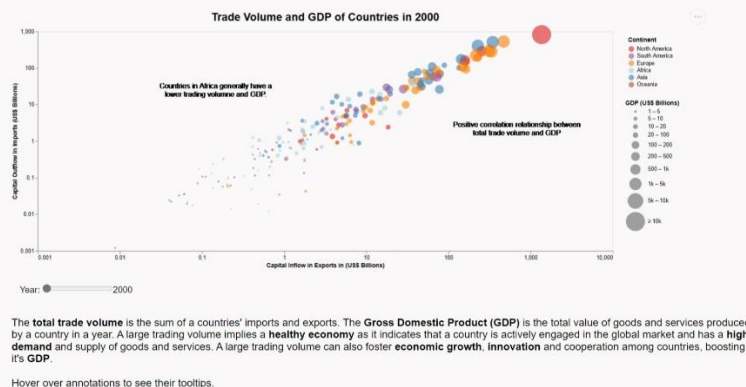 Trade Volume and GDP of Countries in 2000
1,000
100
10
1
0.1
0.01
0.001
Capital Outflow in Imports (US$ Billions)
Countries in Africa generally have a
lower trading volumne and GDP.
Positive correlation relationship between
total trade volume and GDP
0.001
0.01
0.1
1
10
100
1,000
10,000
Capital Inflow in Exports in (US$ Billions)
Continent
North America
South America
Europe
Africa
Asia
Oceania
GDP (US$ Billions)
1 – 5
5 – 10
10 – 20
20 – 100
100 – 200
200 – 500
500 – 1k
1k – 5k
5k – 10k
≥ 10k
Year:
2000
The total trade volume is the sum of a countries' imports and exports. The Gross Domestic Product (GDP) is the total value of goods and services produced
by a country in a year. A large trading volume implies a healthy economy as it indicates that a country is actively engaged in the global market and has a high
demand and supply of goods and services. A large trading volume can also foster economic growth, innovation and cooperation among countries, boosting
it's GDP.
Hover over annotations to see their tooltips.